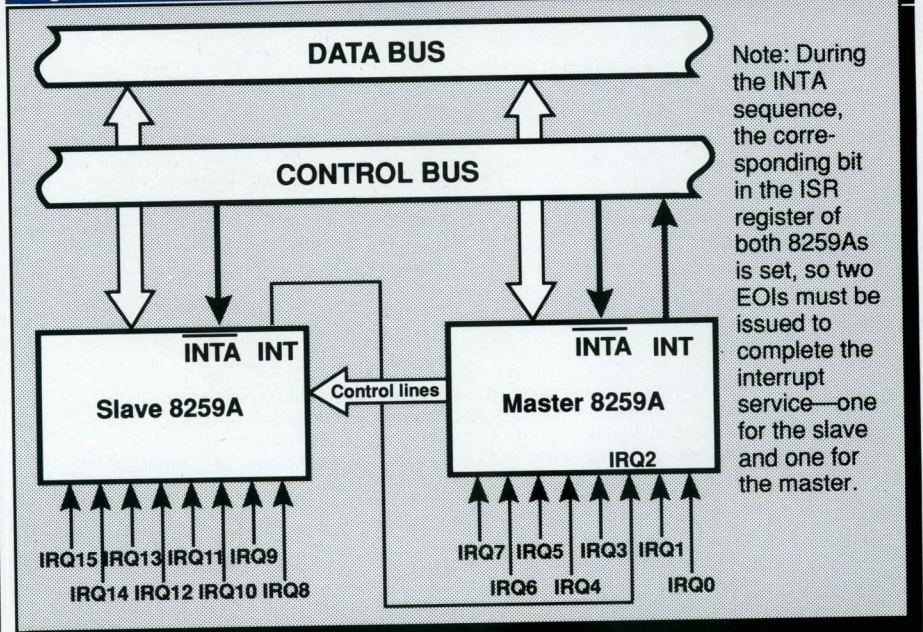 DATA BUS
CONTROL BUS
INTA INT
Slave 8259A
Control lines
INTA INT
Master 8259A
IRQ2
IRQ15 IRQ13 IRQ11 IRQ9
IRQ14 IRQ12 IRQ10 IRQ8
IRQ7 IRQ5 IRQ3 IRQ1
IRQ6 IRQ4 IRQ0
Note: During
the INTA
sequence,
the corre-
sponding bit
in the ISR
register of
both 8259As
is set, so two
EOIs must be
issued to
complete the
interrupt
service—one
for the slave
and one for
the master.